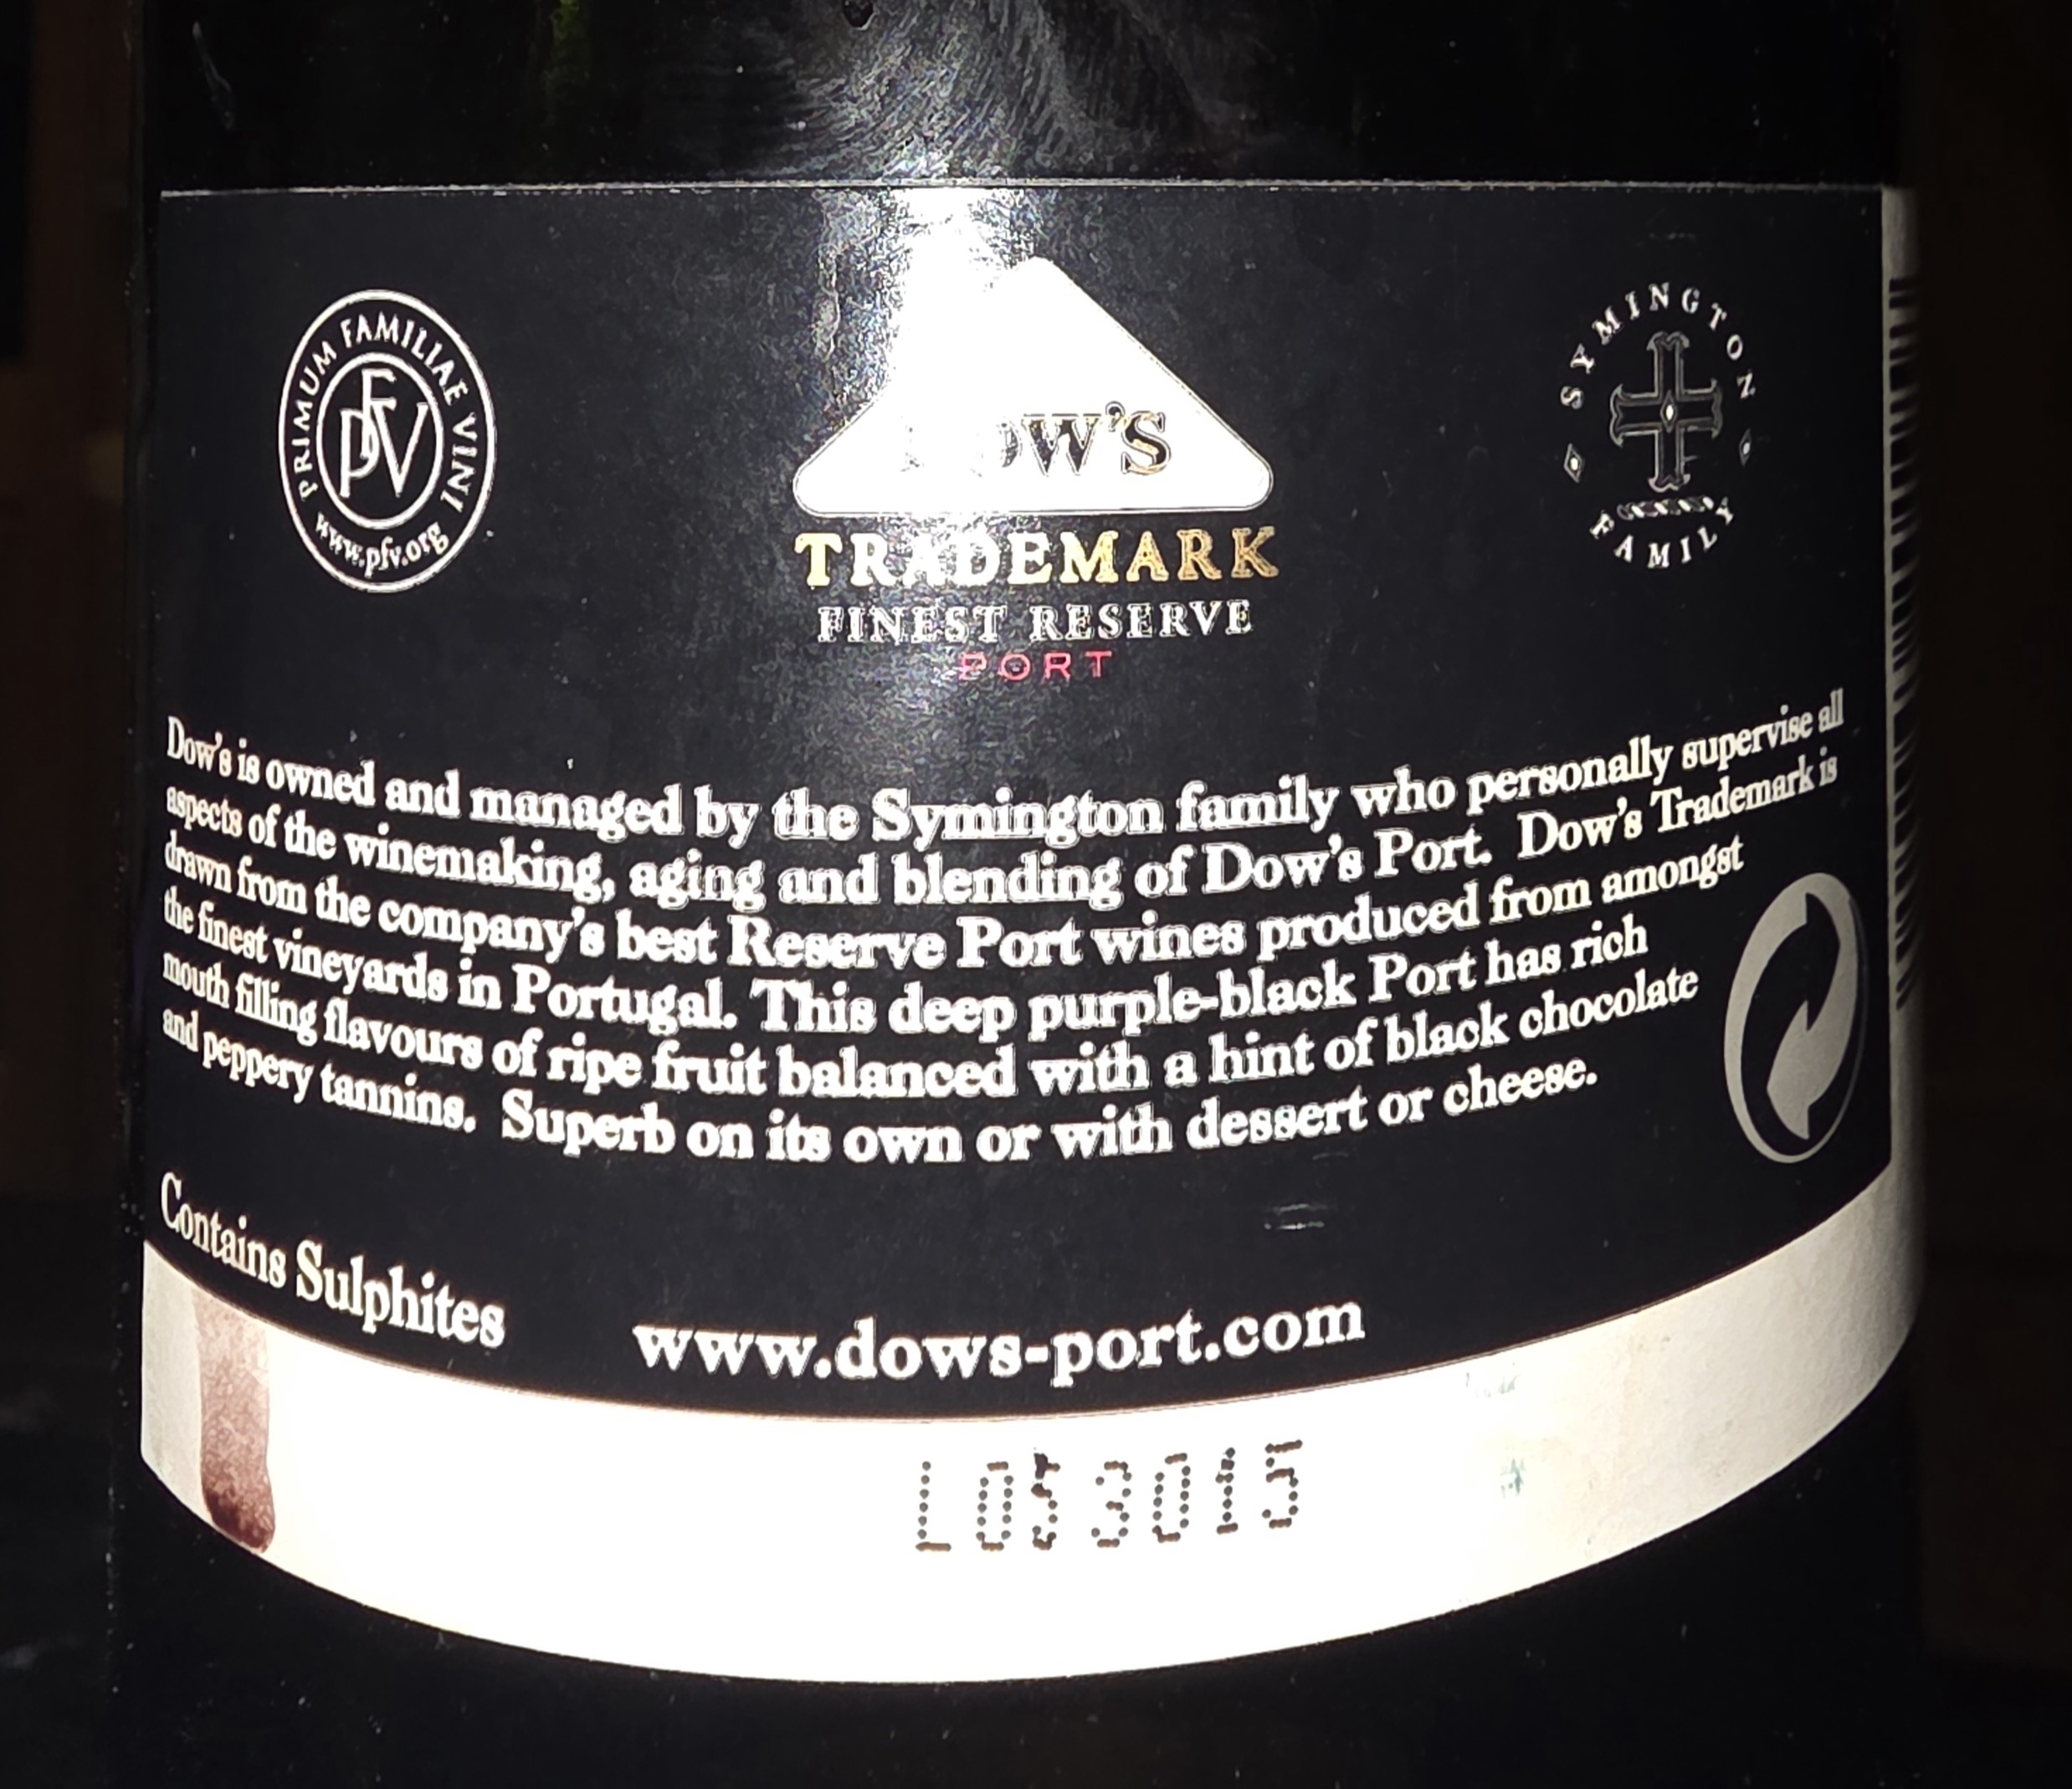 PRIMUM FAMILIAE VINI
PFV
www.pfv.org
DOW'S
TRADEMARK
FINEST RESERVE
PORT
SYMINGTON
FAMILY
Dow's is owned and managed by the Symington family who personally supervise all
aspects of the winemaking, aging and blending of Dow's Port. Dow's Trademark is
drawn from the company's best Reserve Port wines produced from amongst
the finest vineyards in Portugal. This deep purple-black Port has rich
mouth filling flavours of ripe fruit balanced with a hint of black chocolate
and peppery tannins. Superb on its own or with dessert or cheese.
Contains Sulphites
www.dows-port.com
L053015